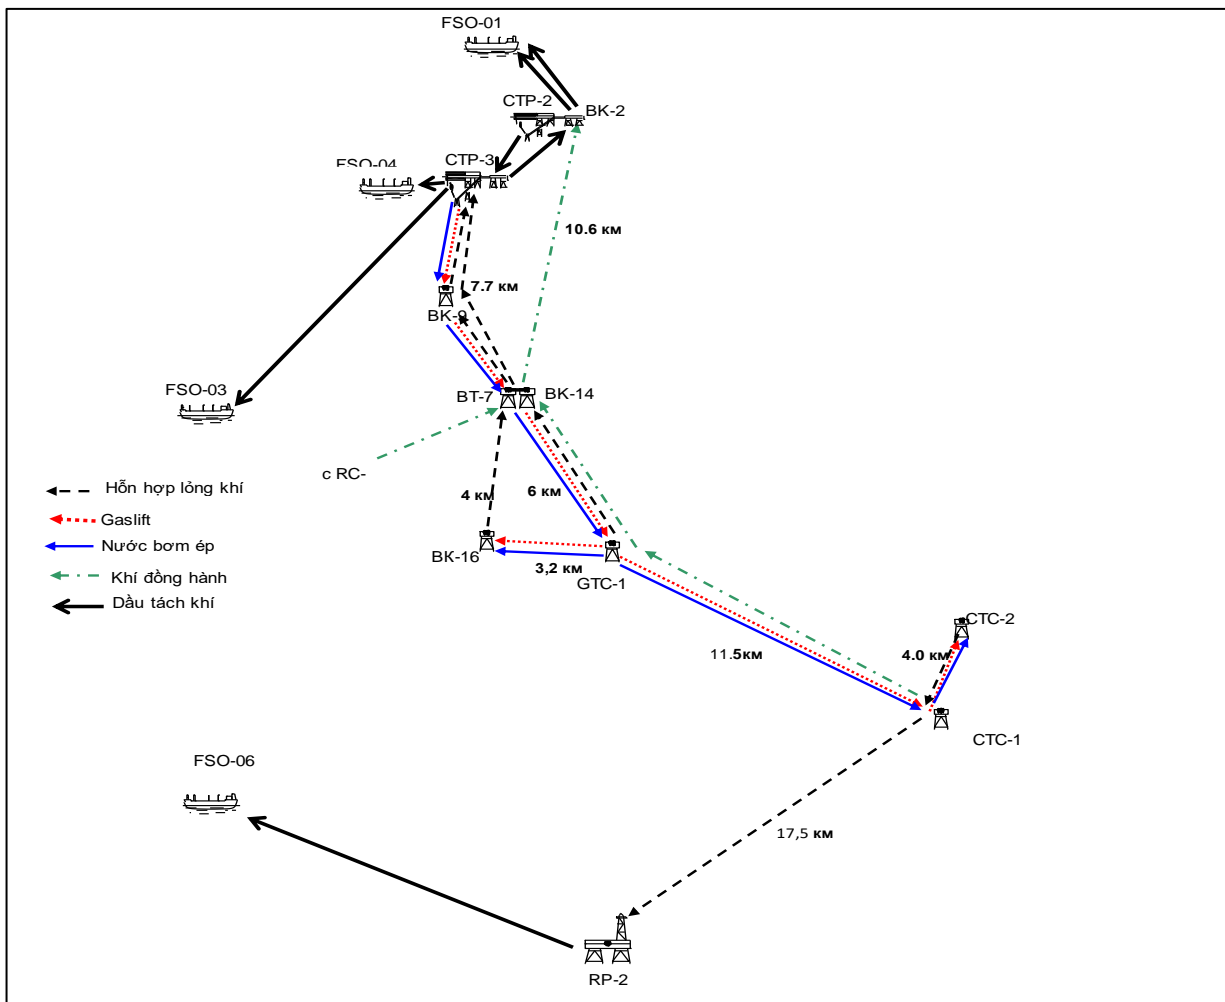 FSO-01
CTP-2
BK-2
CTP-3
FSO-04
10.6 км
7.7 км
BK-9
FSO-03
BT-7
BK-14
c RC-
4 км
6 км
Hỗn hợp lỏng khí
Gaslift
Nước bơm ép
Khí đồng hành
Dầu tách khí
BK-16
3,2 км
GTC-1
11.5км
CTC-2
4.0 км
CTC-1
FSO-06
17,5 км
RP-2